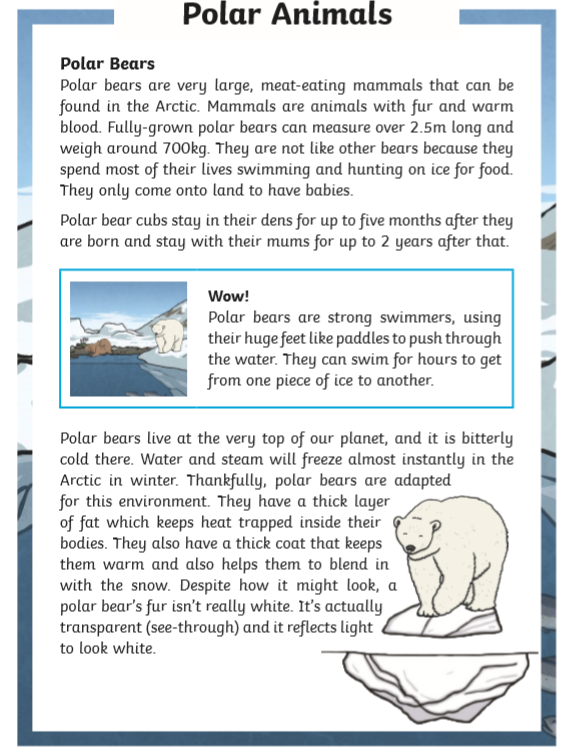 Polar Animals
Polar Bears
Polar bears are very large, meat-eating mammals that can be
found in the Arctic. Mammals are animals with fur and warm
blood. Fully-grown polar bears can measure over 2.5m long and
weigh around 700kg. They are not like other bears because they
spend most of their lives swimming and hunting on ice for food.
They only come onto land to have babies.
Polar bear cubs stay in their dens for up to five months after they
are born and stay with their mums for up to 2 years after that.
Wow!
Polar bears are strong swimmers, using
their huge feet like paddles to push through
the water. They can swim for hours to get
from one piece of ice to another.
Polar bears live at the very top of our planet, and it is bitterly
cold there. Water and steam will freeze almost instantly in the
Arctic in winter. Thankfully, polar bears are adapted
for this environment. They have a thick layer
of fat which keeps heat trapped inside their
bodies. They also have a thick coat that keeps
them warm and also helps them to blend in
with the snow. Despite how it might look, a
polar bear's fur isn't really white. It's actually
transparent (see-through) and it reflects light
to look white.